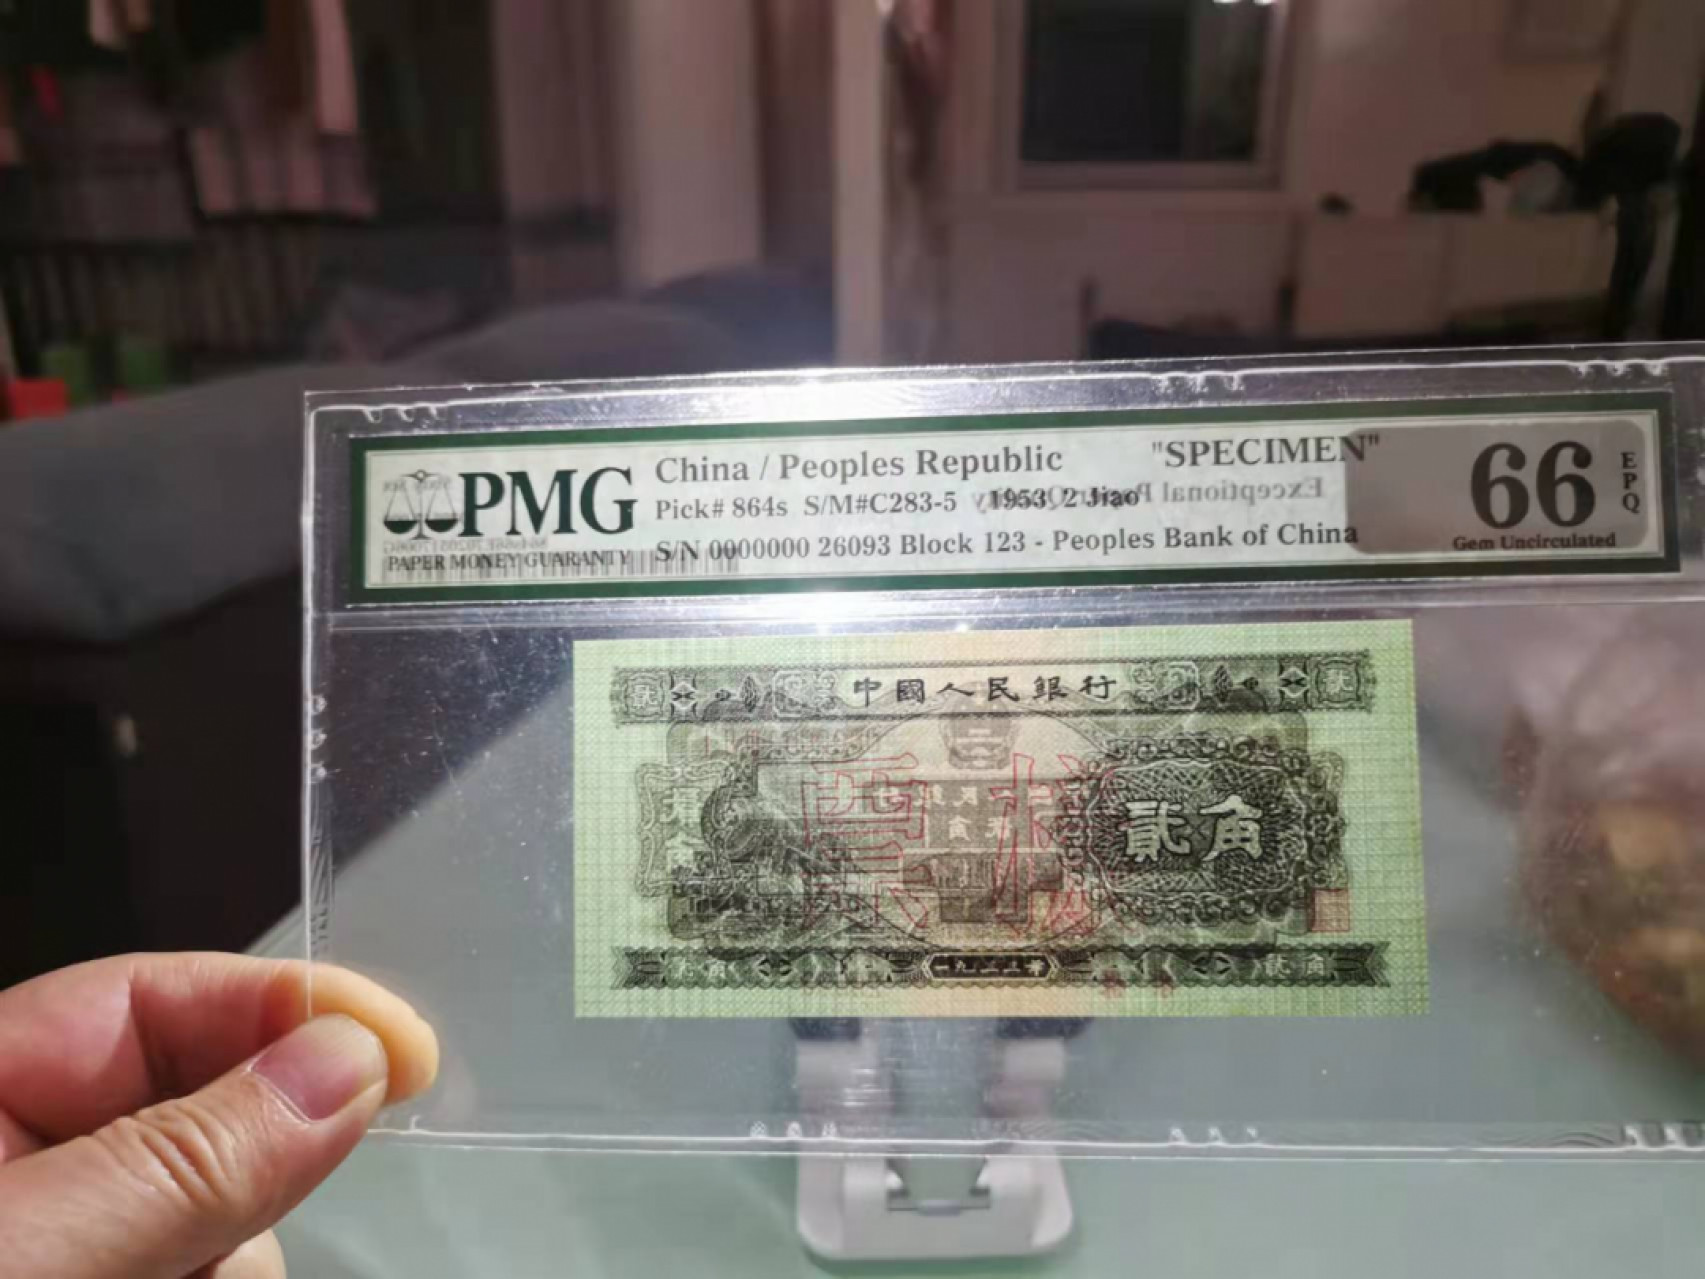 PMG
PAPER MONEY GUARANTY
China / Peoples Republic "SPECIMEN"
Pick# 864s S/M#C283-5 1953, 2 Jiao
S/N 0000000 26093 Block 123 - Peoples Bank of China
66
EPQ
Gem Uncirculated
Exceptional
中國人民銀行
票樣
貳角
貳角
一九五三年
貳角